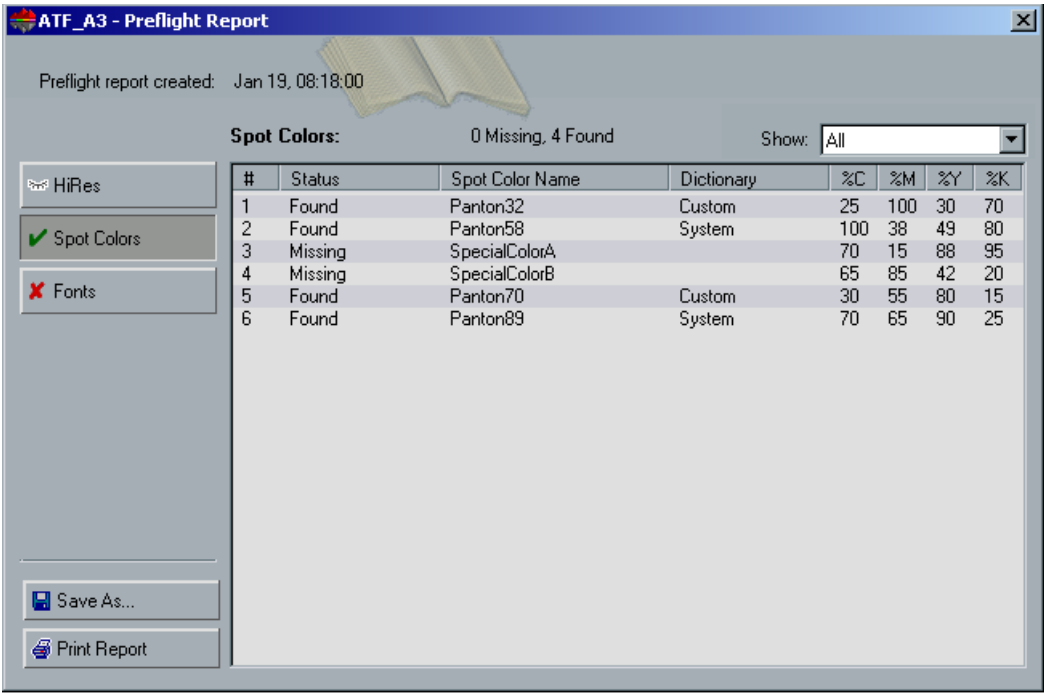 ATF_A3 - Preflight Report
Preflight report created: Jan 19, 08:18:00
Spot Colors: 0 Missing, 4 Found Show: All
HiRes
Spot Colors
Fonts
# Status Spot Color Name Dictionary %C %M %Y %K
1 Found Panton32 Custom 25 100 30 70
2 Found Panton58 System 100 38 49 80
3 Missing SpecialColorA 70 15 88 95
4 Missing SpecialColorB 65 85 42 20
5 Found Panton70 Custom 30 55 80 15
6 Found Panton89 System 70 65 90 25
Save As...
Print Report